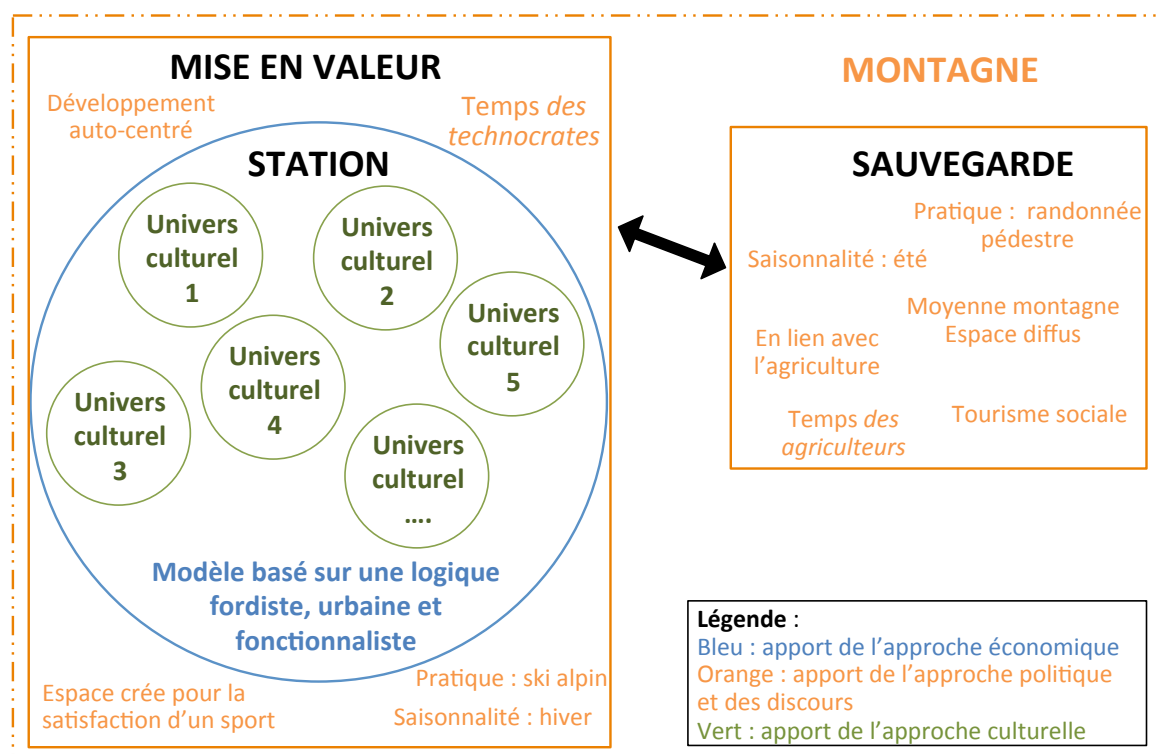 MISE EN VALEUR
Développement
auto-centré
Temps des
technocrates
STATION
Univers
culturel
1
Univers
culturel
2
Univers
culturel
5
Univers
culturel
4
Univers
culturel
3
Univers
culturel
....
Modèle basé sur une logique
fordiste, urbaine et
fonctionnaliste
Espace crée pour la
satisfaction d’un sport
Pratique : ski alpin
Saisonnalité : hiver
MONTAGNE
SAUVEGARDE
Pratique : randonnée
pédestre
Saisonnalité : été
Moyenne montagne
Espace diffus
En lien avec
l’agriculture
Temps des
agriculteurs
Tourisme sociale
Légende :
Bleu : apport de l’approche économique
Orange : apport de l’approche politique
et des discours
Vert : apport de l’approche culturelle